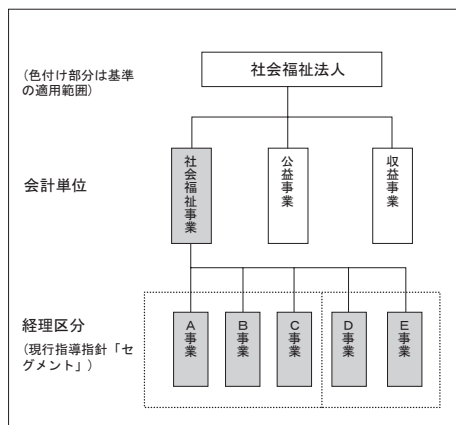 社会福祉法人
(色付け部分は基準
の適用範囲)
会計単位
社会福祉事業
公益事業
収益事業
経理区分
(現行指導指針「セ
グメント」)
A事業
B事業
C事業
D事業
E事業